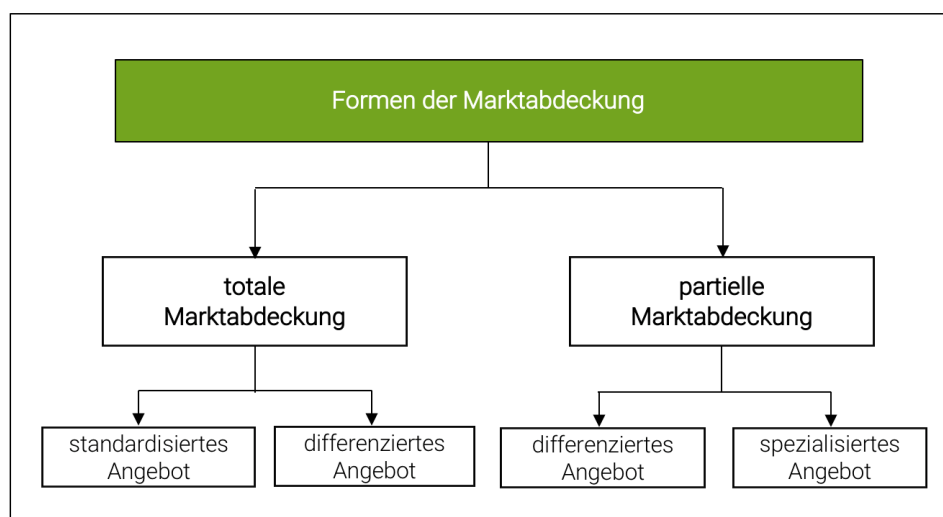 Formen der Marktabdeckung
totale
Marktabdeckung
partielle
Marktabdeckung
standardisiertes
Angebot
differenziertes
Angebot
differenziertes
Angebot
spezialisiertes
Angebot